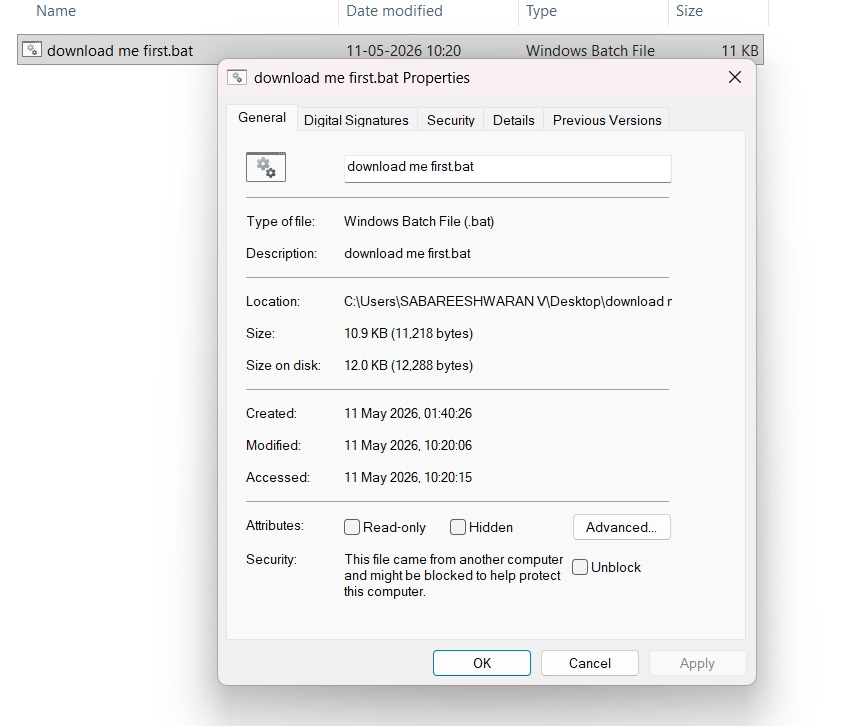 Name Date modified Type Size
download me first.bat 11-05-2026 10:20 Windows Batch File 11 KB
download me first.bat Properties
General Digital Signatures Security Details Previous Versions
download me first.bat
Type of file: Windows Batch File (.bat)
Description: download me first.bat
Location: C:\Users\SABAREESHWARAN V\Desktop\download r
Size: 10.9 KB (11,218 bytes)
Size on disk: 12.0 KB (12,288 bytes)
Created: 11 May 2026, 01:40:26
Modified: 11 May 2026, 10:20:06
Accessed: 11 May 2026, 10:20:15
Attributes: Read-only Hidden Advanced...
Security: This file came from another computer
and might be blocked to help protect Unblock
this computer.
OK Cancel Apply